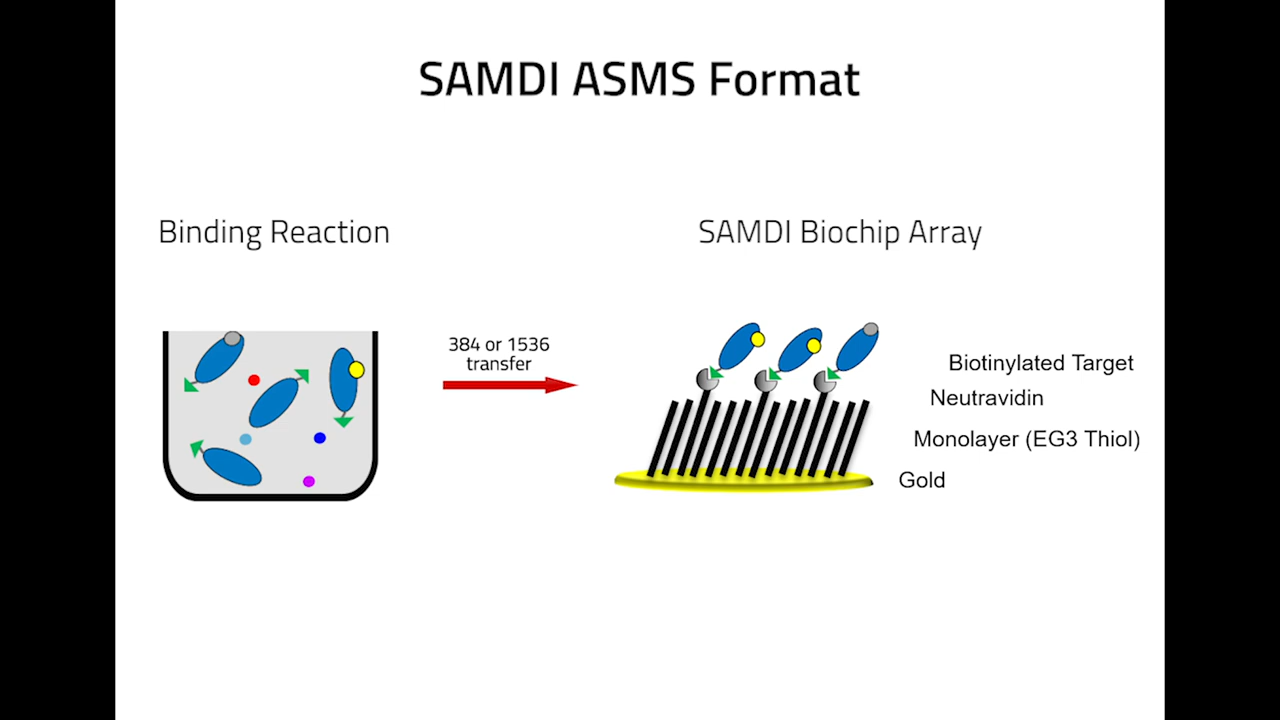 SAMDI ASMS Format
Binding Reaction
SAMDI Biochip Array
384 or 1536
transfer
Biotinylated Target
Neutravidin
Monolayer (EG3 Thiol)
Gold